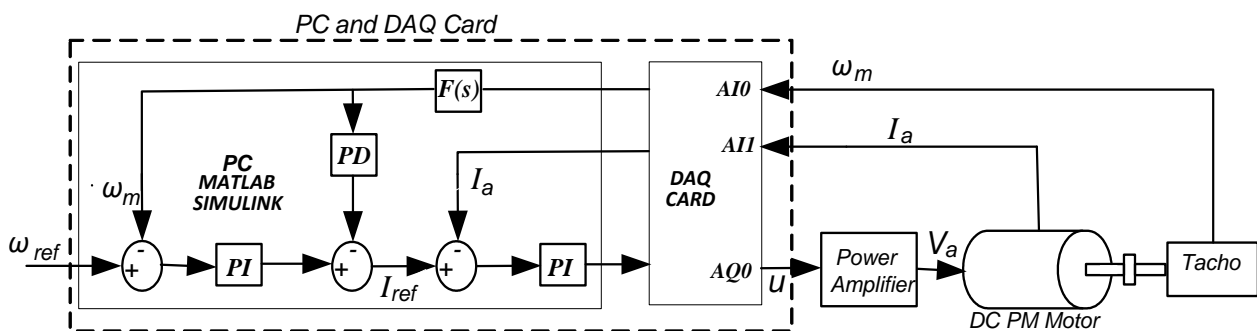 PC and DAQ Card
ω_m
F(s)
AI0
I_a
AI1
PD
PC
MATLAB
SIMULINK
ω_m
I_a
DAQ
CARD
ω_ref
-
+
PI
-
+
I_ref
-
+
PI
AQ0
u
Power
Amplifier
V_a
Tacho
DC PM Motor